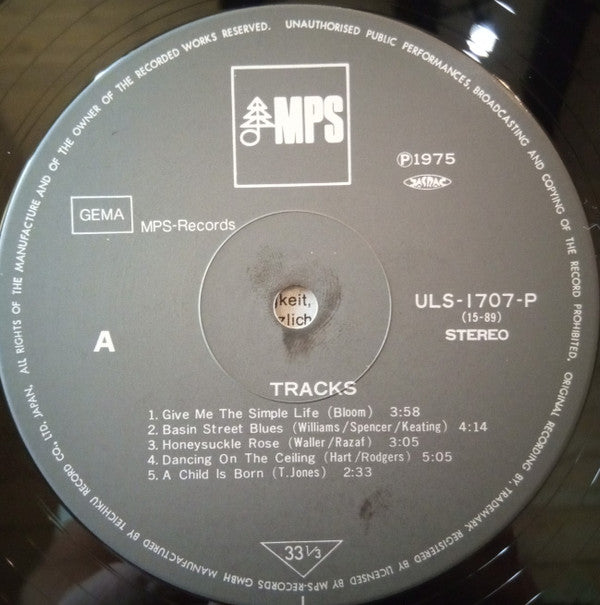 ALL RIGHTS OF THE MANUFACTURE AND OF THE OWNER OF THE RECORDED WORKS RESERVED. UNAUTHORISED PUBLIC PERFORMANCES, BROADCASTING AND COPYING OF THE RECORD PROHIBITED. ORIGINAL RECORDING BY, TRADEMARK REGISTERED BY, LICENSED BY MPS-RECORDS GMBH MANUFACTURED BY TEICHIKU RECORD CO., LTD. JAPAN.
MPS
Ⓟ1975
JASRAC
GEMA
MPS-Records
keit,
zlich
ULS-1707-P
(15-89)
STEREO
A
TRACKS
1. Give Me The Simple Life (Bloom) 3:58
2. Basin Street Blues (Williams/Spencer/Keating) 4:14
3. Honeysuckle Rose (Waller/Razaf) 3:05
4. Dancing On The Ceiling (Hart/Rodgers) 5:05
5. A Child Is Born (T.Jones) 2:33
33 1/3